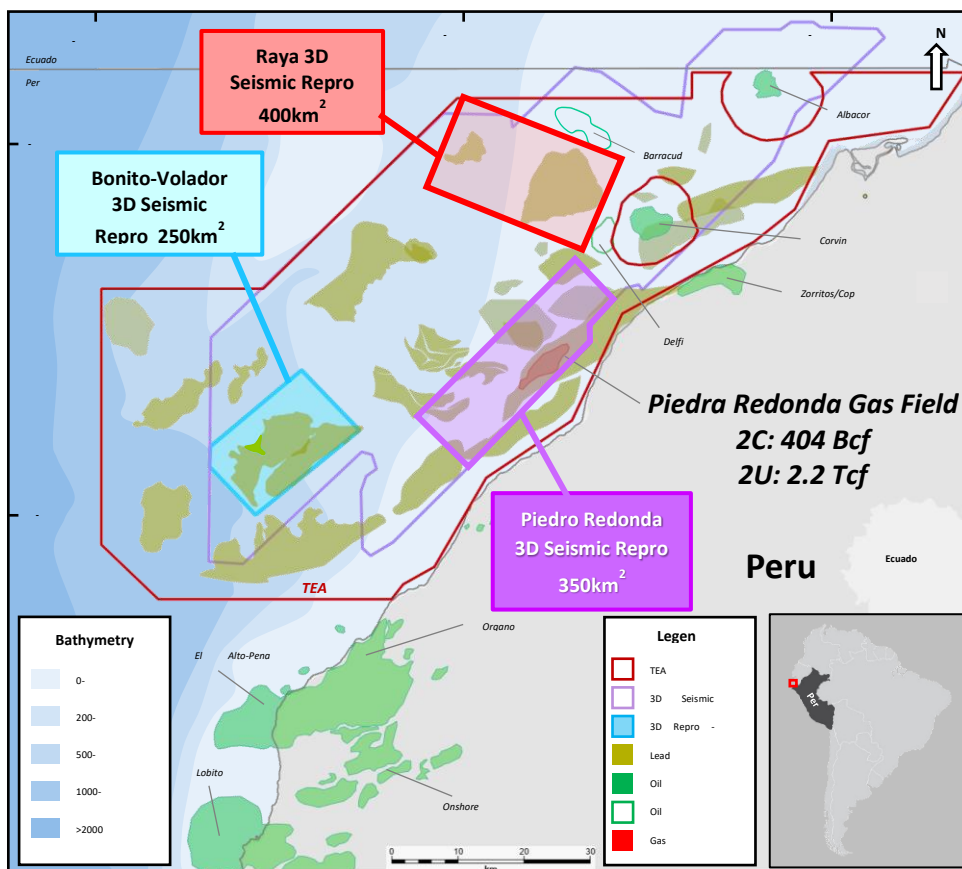 Ecuado
Per
N
Raya 3D
Seismic Repro
400km²
Albacor
Barracud
Bonito-Volador
3D Seismic
Repro 250km²
Corvin
Zorritos/Cop
Delfi
Piedra Redonda Gas Field
2C: 404 Bcf
2U: 2.2 Tcf
Piedro Redonda
3D Seismic Repro
350km²
Peru
Ecuado
TEA
Organo
El Alto-Pena
Lobito
Onshore
Bathymetry
0-
200-
500-
1000-
>2000
Legen
TEA
3D Seismic
3D Repro -
Lead
Oil
Oil
Gas
Per
0 10 20 30
km